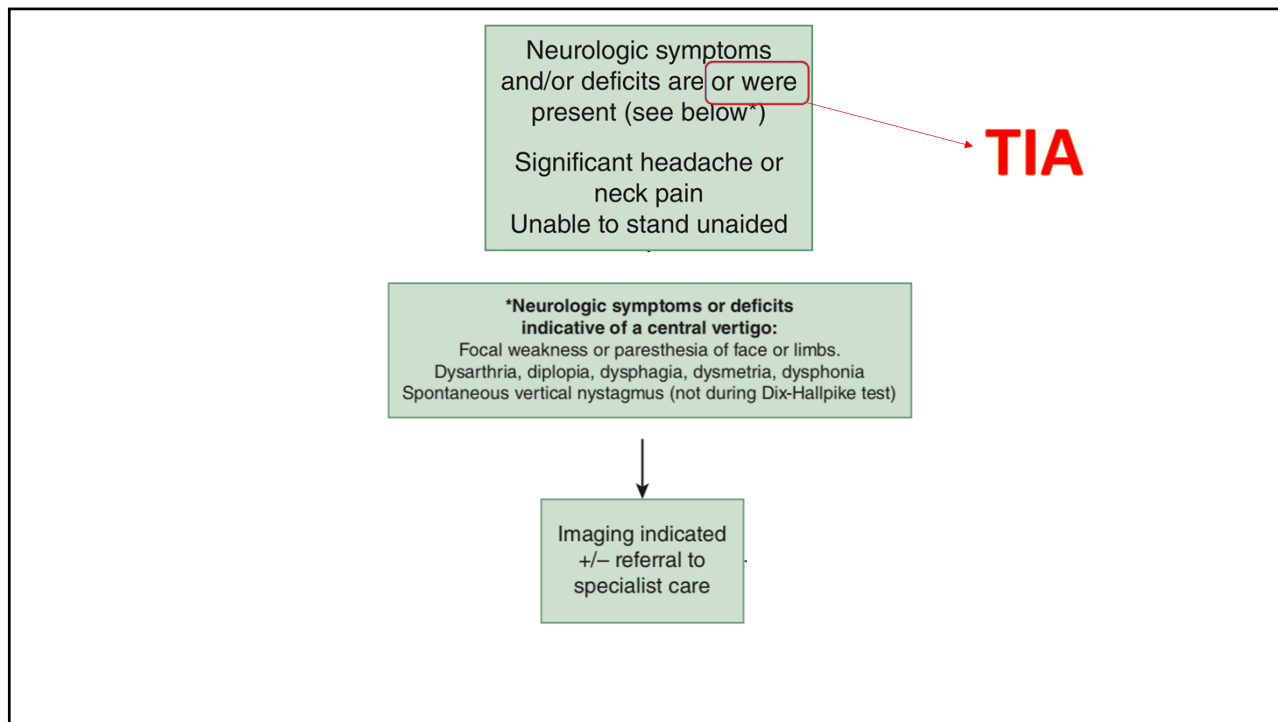 Neurologic symptoms
and/or deficits are or were
present (see below*)
TIA
Significant headache or
neck pain
Unable to stand unaided
*Neurologic symptoms or deficits
indicative of a central vertigo:
Focal weakness or paresthesia of face or limbs.
Dysarthria, diplopia, dysphagia, dysmetria, dysphonia
Spontaneous vertical nystagmus (not during Dix-Hallpike test)
Imaging indicated
+/– referral to
specialist care